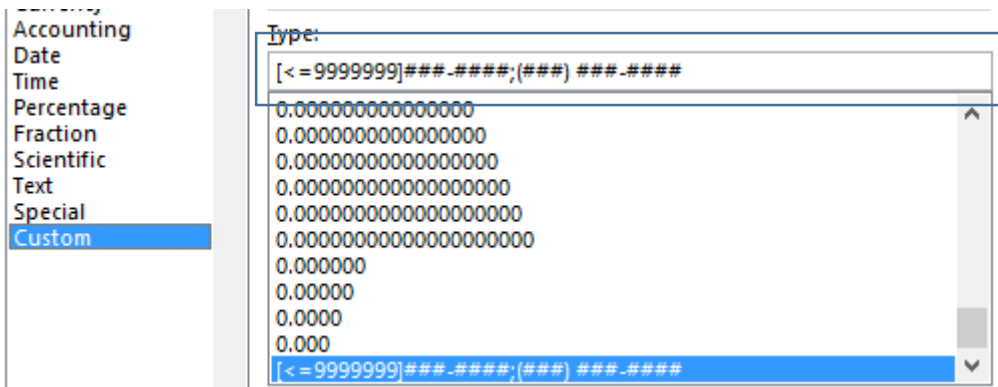 Accounting
Date
Time
Percentage
Fraction
Scientific
Text
Special
Custom
Type:
[<=9999999]###-####;(###) ###-####
0.000000000000000
0.0000000000000000
0.00000000000000000
0.000000000000000000
0.0000000000000000000
0.00000000000000000000
0.000000
0.00000
0.0000
0.000
[<=9999999]###-####;(###) ###-####